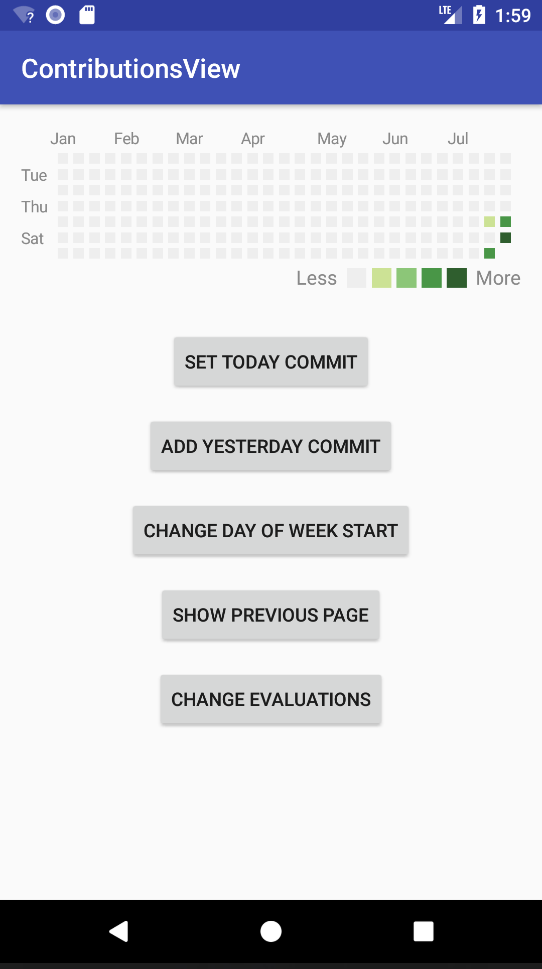 ? LTE 1:59
ContributionsView
Jan Feb Mar Apr May Jun Jul
Tue
Thu
Sat
Less More
SET TODAY COMMIT
ADD YESTERDAY COMMIT
CHANGE DAY OF WEEK START
SHOW PREVIOUS PAGE
CHANGE EVALUATIONS